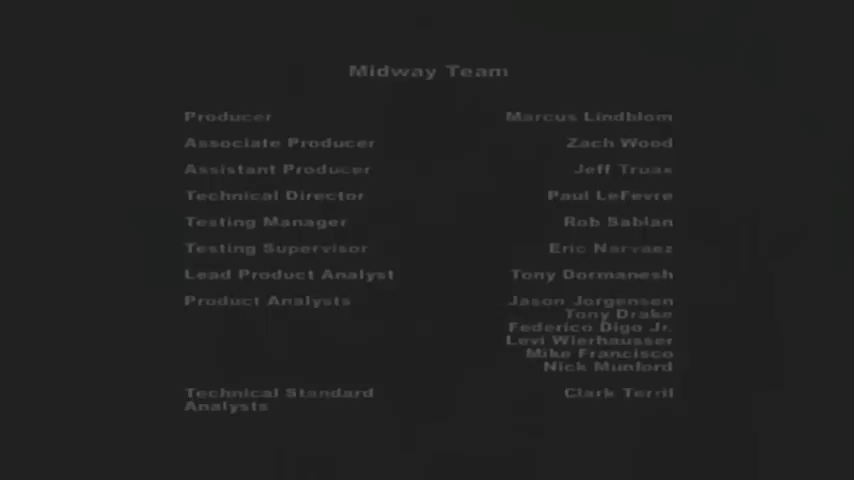 Midway Team
Producer Marcus Lindblom
Associate Producer Zach Wood
Assistant Producer Jeff Truax
Technical Director Paul LeFevre
Testing Manager Rob Sablan
Testing Supervisor Eric Narvaez
Lead Product Analyst Tony Dormanesh
Product Analysts Jason Jorgensen
Tony Drake
Federico Digo Jr.
Levi Wierhausser
Mike Francisco
Nick Munford
Technical Standard Clark Terril
Analysts